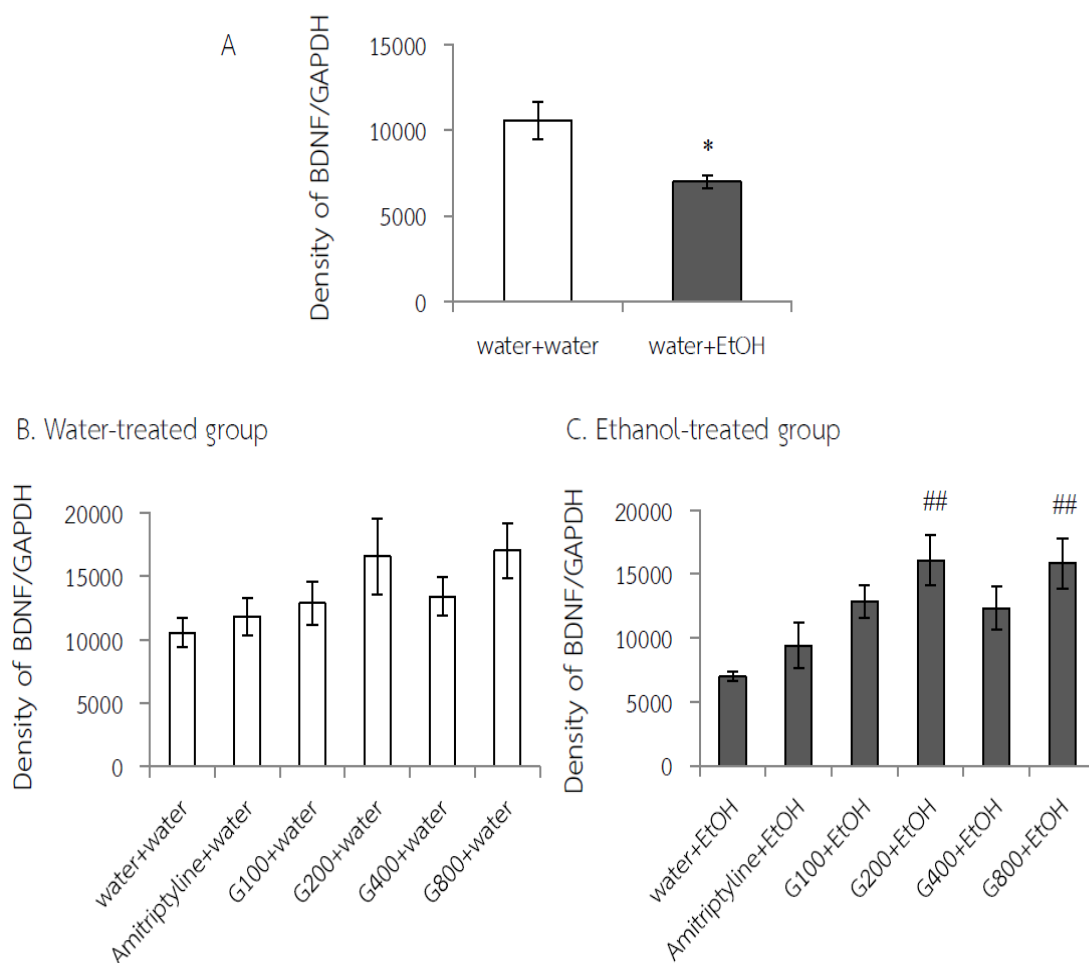 A
Density of BDNF/GAPDH
15000
10000
5000
0
*
water+water
water+EtOH
B. Water-treated group
Density of BDNF/GAPDH
20000
15000
10000
5000
0
water+water
Amitriptyline+water
G100+water
G200+water
G400+water
G800+water
C. Ethanol-treated group
Density of BDNF/GAPDH
20000
15000
10000
5000
0
##
##
water+EtOH
Amitriptyline+EtOH
G100+EtOH
G200+EtOH
G400+EtOH
G800+EtOH